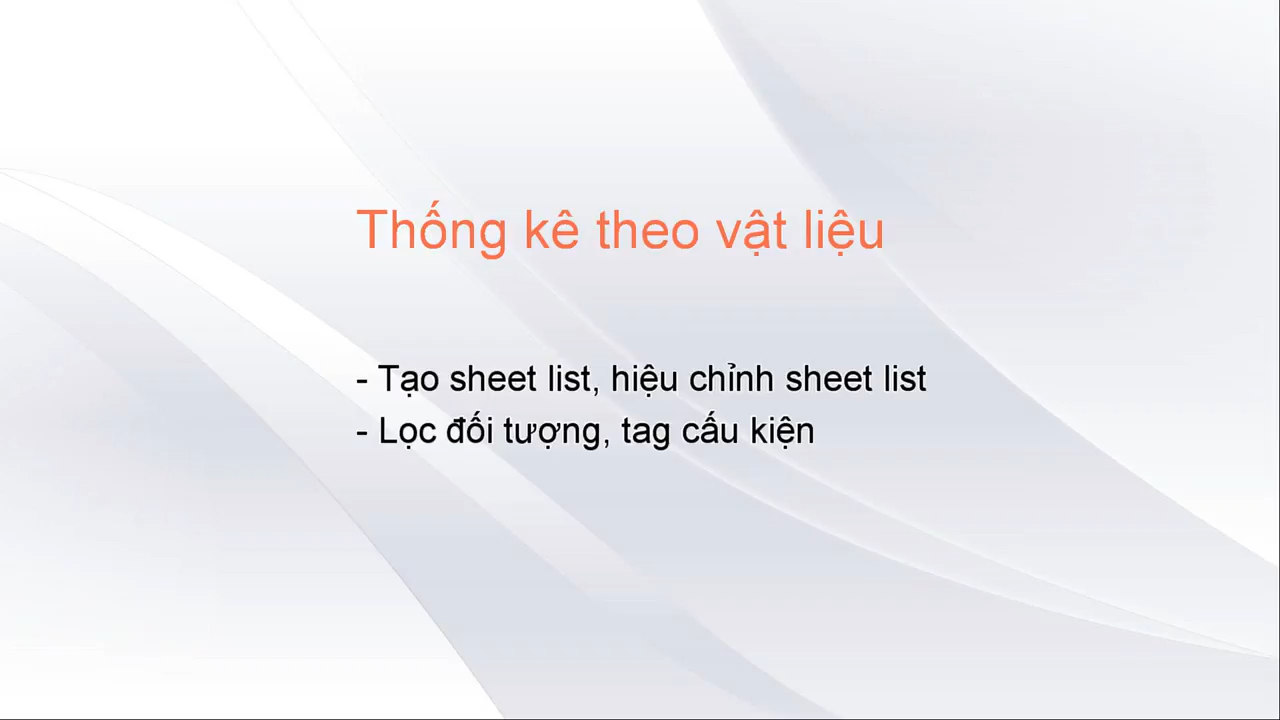 Thống kê theo vật liệu
- Tạo sheet list, hiệu chỉnh sheet list
- Lọc đối tượng, tag cấu kiện